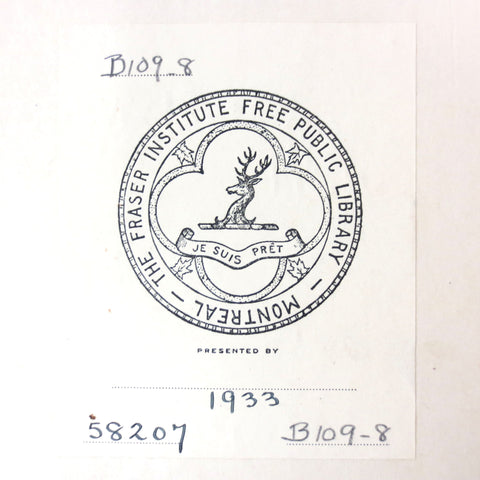 B109-8
THE FRASER INSTITUTE FREE PUBLIC LIBRARY — MONTREAL —
JE SUIS PRÊT
PRESENTED BY
1933
58207
B109-8